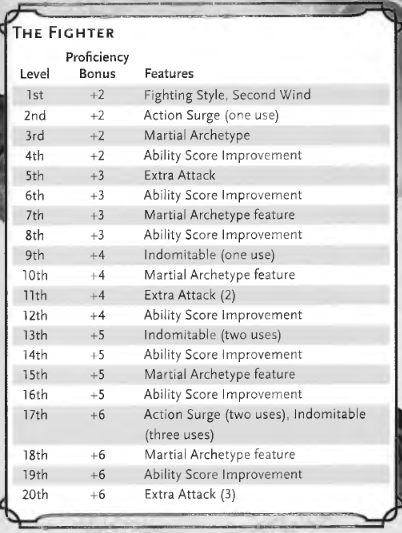 THE FIGHTER
Proficiency
Level Bonus Features
1st +2 Fighting Style, Second Wind
2nd +2 Action Surge (one use)
3rd +2 Martial Archetype
4th +2 Ability Score Improvement
5th +3 Extra Attack
6th +3 Ability Score Improvement
7th +3 Martial Archetype feature
8th +3 Ability Score Improvement
9th +4 Indomitable (one use)
10th +4 Martial Archetype feature
11th +4 Extra Attack (2)
12th +4 Ability Score Improvement
13th +5 Indomitable (two uses)
14th +5 Ability Score Improvement
15th +5 Martial Archetype feature
16th +5 Ability Score Improvement
17th +6 Action Surge (two uses), Indomitable
(three uses)
18th +6 Martial Archetype feature
19th +6 Ability Score Improvement
20th +6 Extra Attack (3)